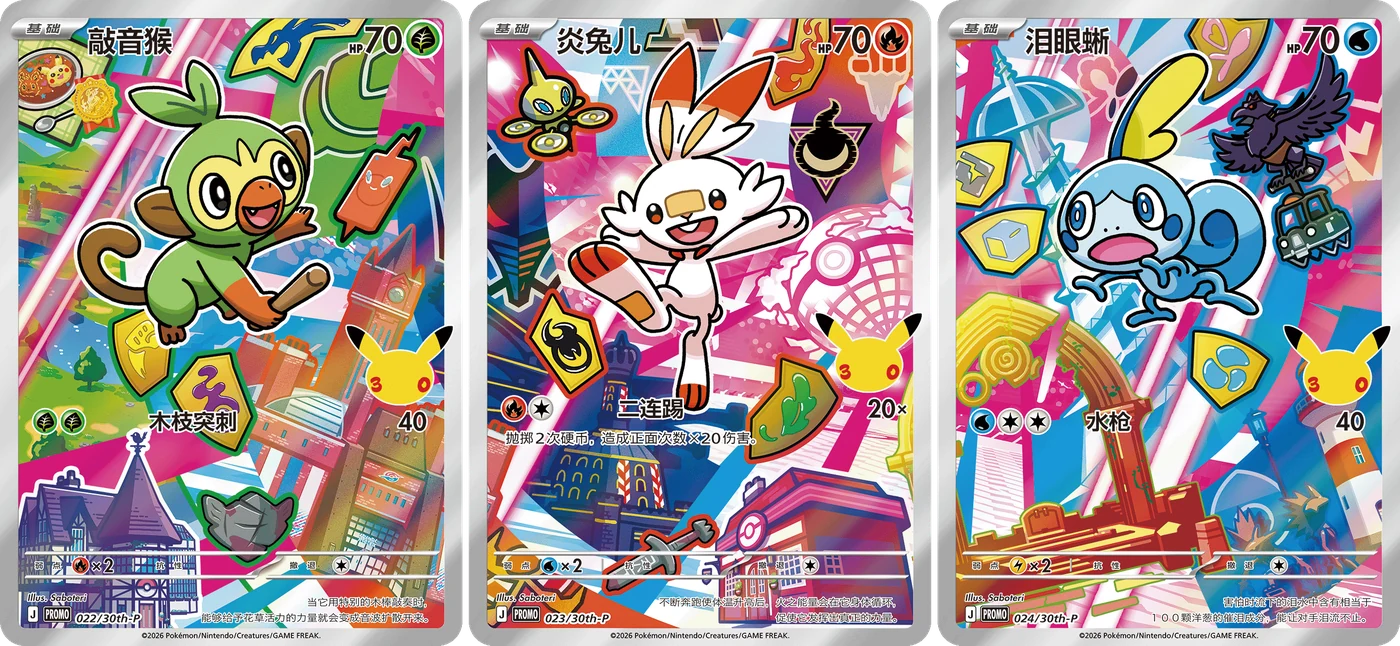 基础
敲音猴
HP70
木枝突刺
40
弱点
×2
抗性
撤退
Illus. Saboteri
当它用特别的木棒敲奏时，
能够给予花草活力的力量就会变成音波扩散开来。
J PROMO 022/30th-P
©2026 Pokémon/Nintendo/Creatures/GAME FREAK.
30
基础
炎兔儿
HP70
二连踢
20×
抛掷2次硬币，造成正面次数×20伤害。
弱点
×2
抗性
撤退
Illus. Saboteri
不断奔跑使体温升高后，火之能量会在它身体循环，
促使它发挥出真正的力量。
J PROMO 023/30th-P
©2026 Pokémon/Nintendo/Creatures/GAME FREAK.
30
基础
泪眼蜥
HP70
水枪
40
弱点
×2
抗性
撤退
Illus. Saboteri
害怕时流下的泪水中含有相当于
１００颗洋葱的催泪成分，能让对手泪流不止。
J PROMO 024/30th-P
©2026 Pokémon/Nintendo/Creatures/GAME FREAK.
30